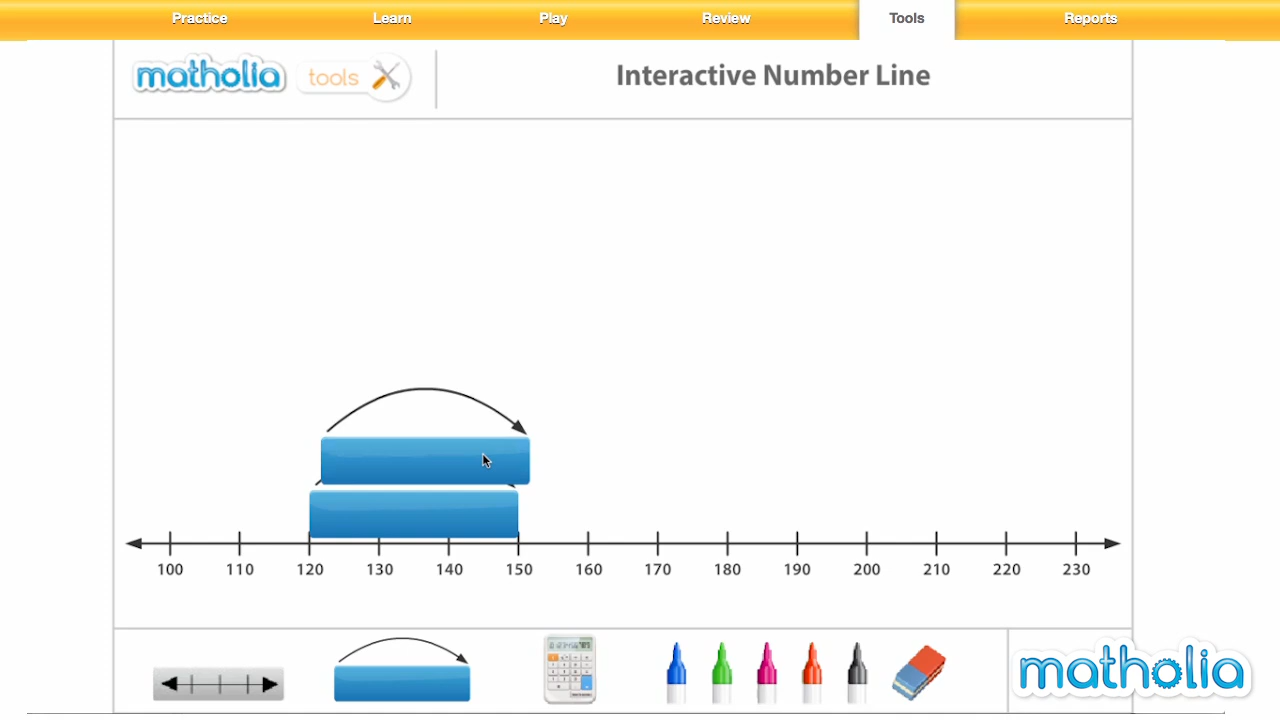 Practice Learn Play Review Tools Reports
matholia tools Interactive Number Line
100 110 120 130 140 150 160 170 180 190 200 210 220 230
matholia